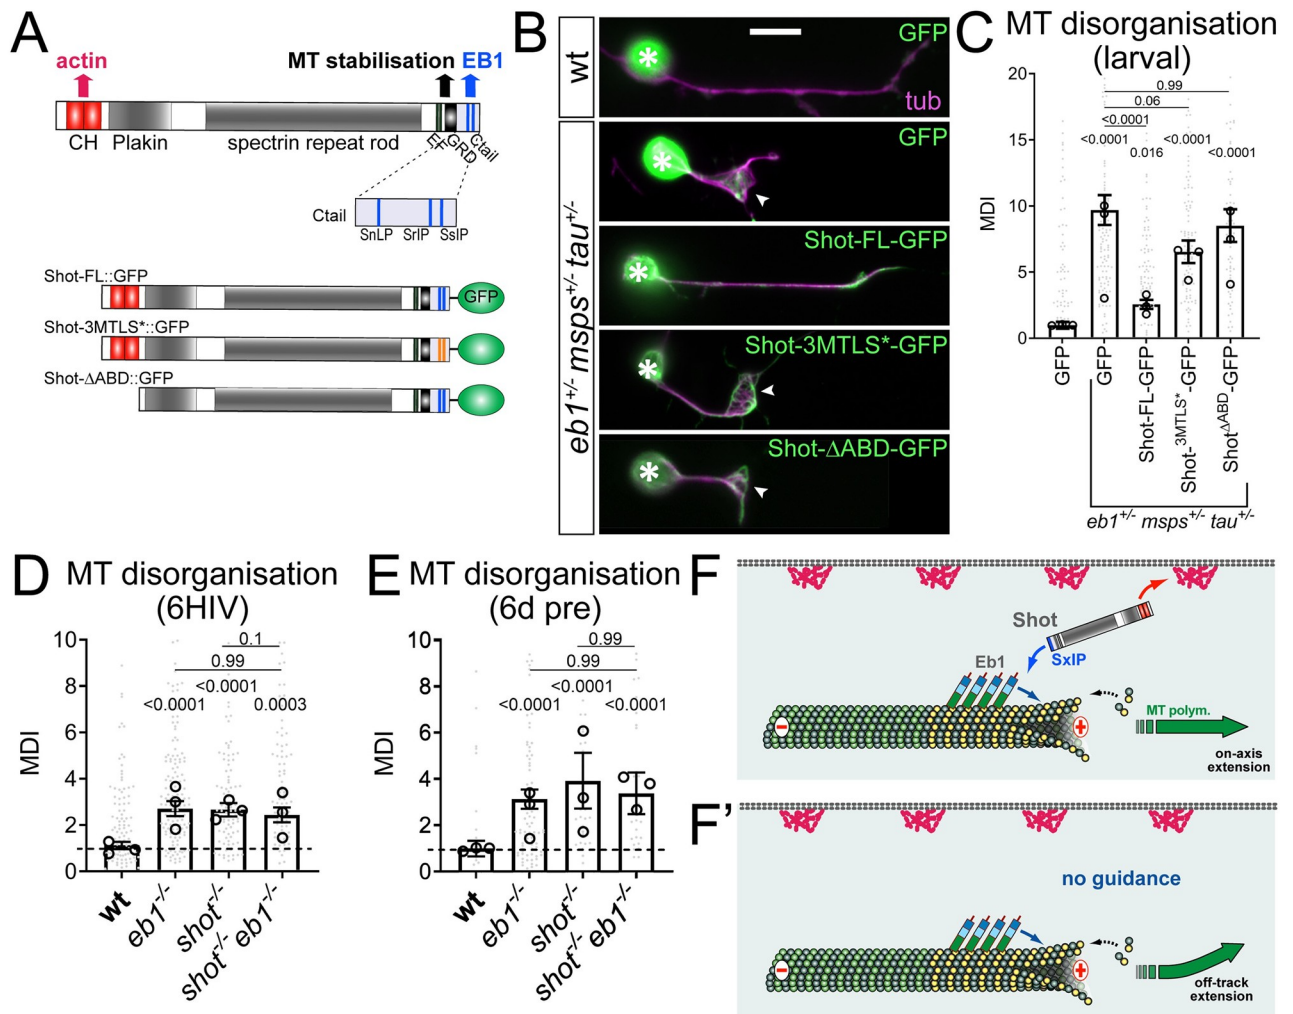 A
actin
MT stabilisation
EB1
CH
Plakin
spectrin repeat rod
EF
GRD
Ctail
Ctail
SnLP
SrIP
SsIP
Shot-FL::GFP
GFP
Shot-3MTLS*::GFP
Shot-ΔABD::GFP
B
wt
eb1+/- msps+/- tau+/-
GFP
tub
*
GFP
*
Shot-FL-GFP
*
Shot-3MTLS*-GFP
*
Shot-ΔABD-GFP
*
C
MT disorganisation
(larval)
MDI
20
15
10
5
0
0.99
0.06
<0.0001
<0.0001
0.016
<0.0001
<0.0001
GFP
GFP
Shot-FL-GFP
Shot-3MTLS*-GFP
ShotΔABD-GFP
eb1+/- msps+/- tau+/-
D
MT disorganisation
(6HIV)
MDI
10
8
6
4
2
0
0.1
0.99
<0.0001
<0.0001
0.0003
wt
eb1-/-
shot-/-
shot-/- eb1-/-
E
MT disorganisation
(6d pre)
MDI
10
8
6
4
2
0
0.99
0.99
<0.0001
<0.0001
<0.0001
wt
eb1-/-
shot-/-
shot-/- eb1-/-
F
Shot
SxIP
Eb1
−
+
MT polym.
on-axis
extension
F'
no guidance
−
+
off-track
extension